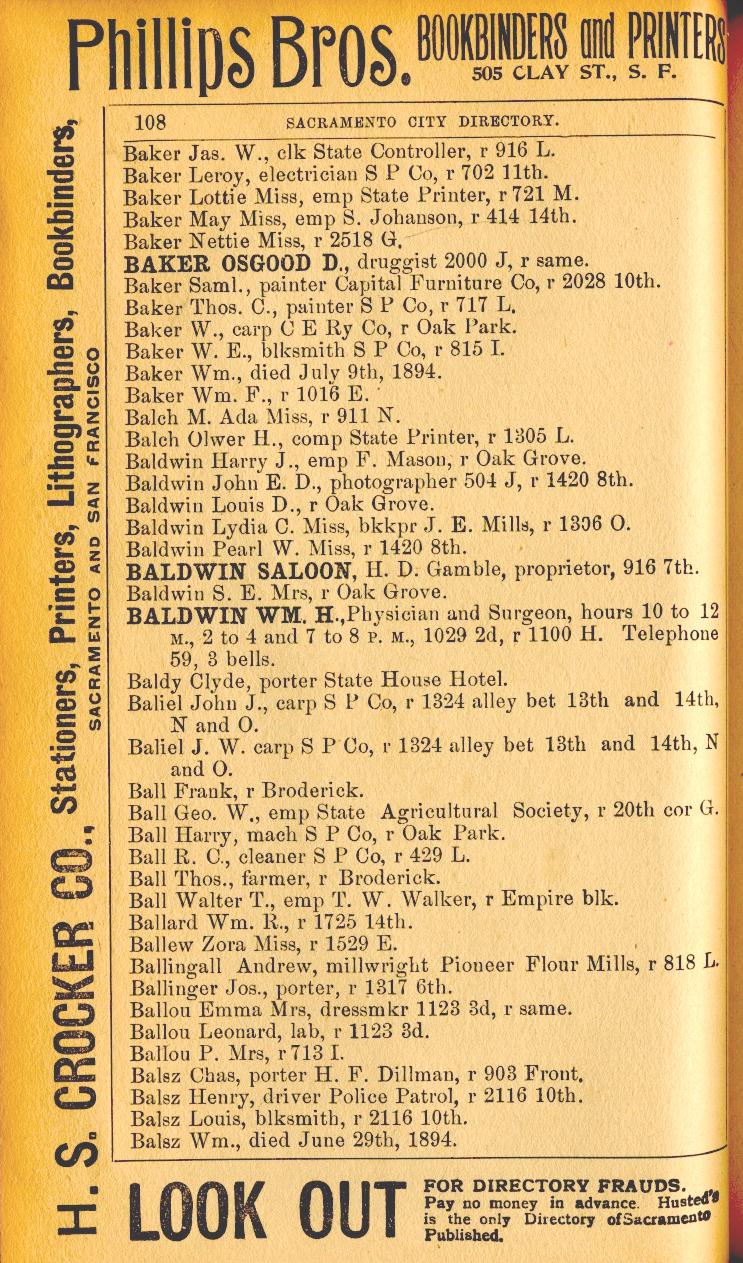 Phillips Bros. BOOKBINDERS and PRINTERS
505 CLAY ST., S. F.
H. S. CROCKER CO., Stationers, Printers, Lithographers, Bookbinders,
SACRAMENTO AND SAN FRANCISCO
108 SACRAMENTO CITY DIRECTORY.
Baker Jas. W., clk State Controller, r 916 L.
Baker Leroy, electrician S P Co, r 702 11th.
Baker Lottie Miss, emp State Printer, r 721 M.
Baker May Miss, emp S. Johanson, r 414 14th.
Baker Nettie Miss, r 2518 G.
BAKER OSGOOD D., druggist 2000 J, r same.
Baker Saml., painter Capital Furniture Co, r 2028 10th.
Baker Thos. C., painter S P Co, r 717 L.
Baker W., carp C E Ry Co, r Oak Park.
Baker W. E., blksmith S P Co, r 815 I.
Baker Wm., died July 9th, 1894.
Baker Wm. F., r 1016 E.
Balch M. Ada Miss, r 911 N.
Balch Olwer H., comp State Printer, r 1305 L.
Baldwin Harry J., emp F. Mason, r Oak Grove.
Baldwin John E. D., photographer 504 J, r 1420 8th.
Baldwin Louis D., r Oak Grove.
Baldwin Lydia C. Miss, bkkpr J. E. Mills, r 1306 O.
Baldwin Pearl W. Miss, r 1420 8th.
BALDWIN SALOON, H. D. Gamble, proprietor, 916 7th.
Baldwin S. E. Mrs, r Oak Grove.
BALDWIN WM. H., Physician and Surgeon, hours 10 to 12
M., 2 to 4 and 7 to 8 P. M., 1029 2d, r 1100 H. Telephone
59, 3 bells.
Baldy Clyde, porter State House Hotel.
Baliel John J., carp S P Co, r 1324 alley bet 13th and 14th,
N and O.
Baliel J. W. carp S P Co, r 1324 alley bet 13th and 14th, N
and O.
Ball Frank, r Broderick.
Ball Geo. W., emp State Agricultural Society, r 20th cor G.
Ball Harry, mach S P Co, r Oak Park.
Ball R. C., cleaner S P Co, r 429 L.
Ball Thos., farmer, r Broderick.
Ball Walter T., emp T. W. Walker, r Empire blk.
Ballard Wm. R., r 1725 14th.
Ballew Zora Miss, r 1529 E.
Ballingall Andrew, millwright Pioneer Flour Mills, r 818 L.
Ballinger Jos., porter, r 1317 6th.
Ballou Emma Mrs, dressmkr 1123 3d, r same.
Ballou Leonard, lab, r 1123 3d.
Ballou P. Mrs, r 713 I.
Balsz Chas, porter H. F. Dillman, r 903 Front.
Balsz Henry, driver Police Patrol, r 2116 10th.
Balsz Louis, blksmith, r 2116 10th.
Balsz Wm., died June 29th, 1894.
LOOK OUT FOR DIRECTORY FRAUDS.
Pay no money in advance. Husted's
is the only Directory of Sacramento
Published.